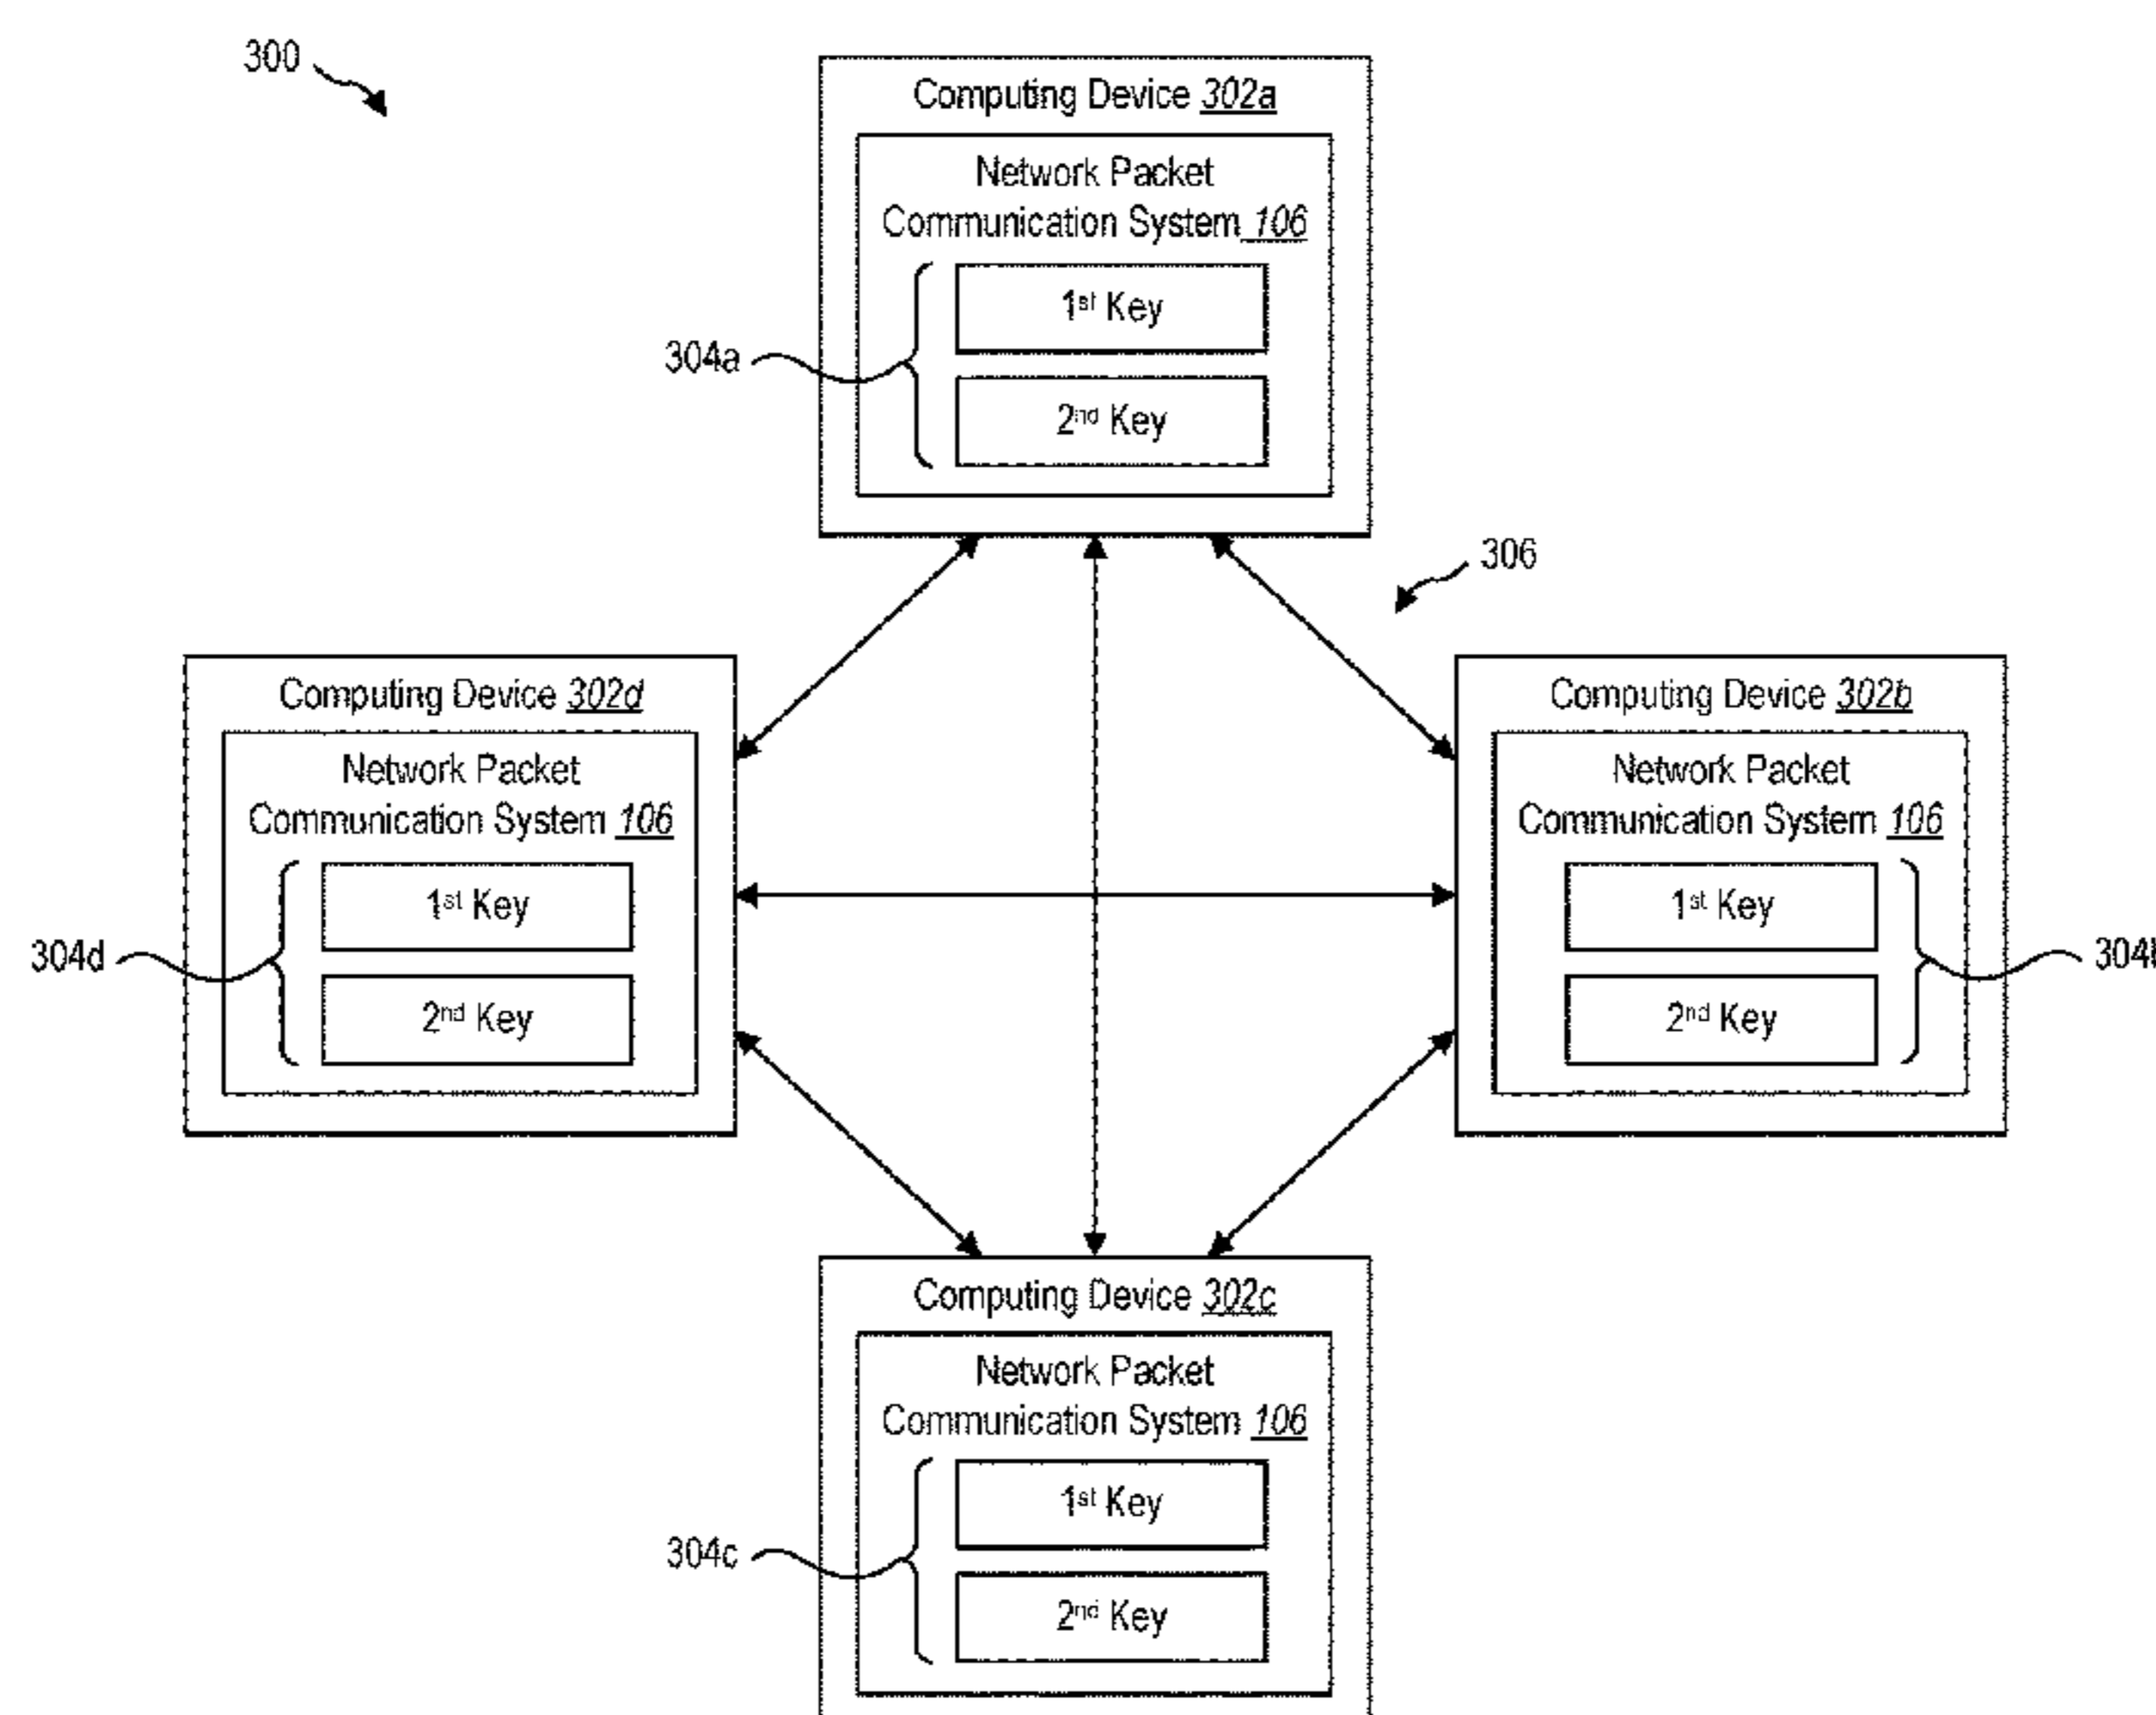 300
Computing Device 302a
Network Packet
Communication System 106
1st Key
304a
2nd Key
306
Computing Device 302d
Network Packet
Communication System 106
1st Key
304d
2nd Key
Computing Device 302b
Network Packet
Communication System 106
1st Key
2nd Key
Computing Device 302c
Network Packet
Communication System 106
1st Key
304c
2nd Key